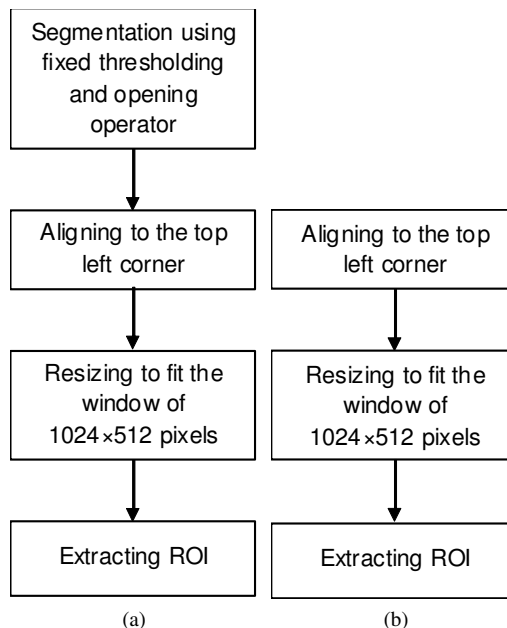 Segmentation using
fixed thresholding
and opening
operator
Aligning to the top
left corner
Resizing to fit the
window of
1024×512 pixels
Extracting ROI
(a)
Aligning to the top
left corner
Resizing to fit the
window of
1024×512 pixels
Extracting ROI
(b)